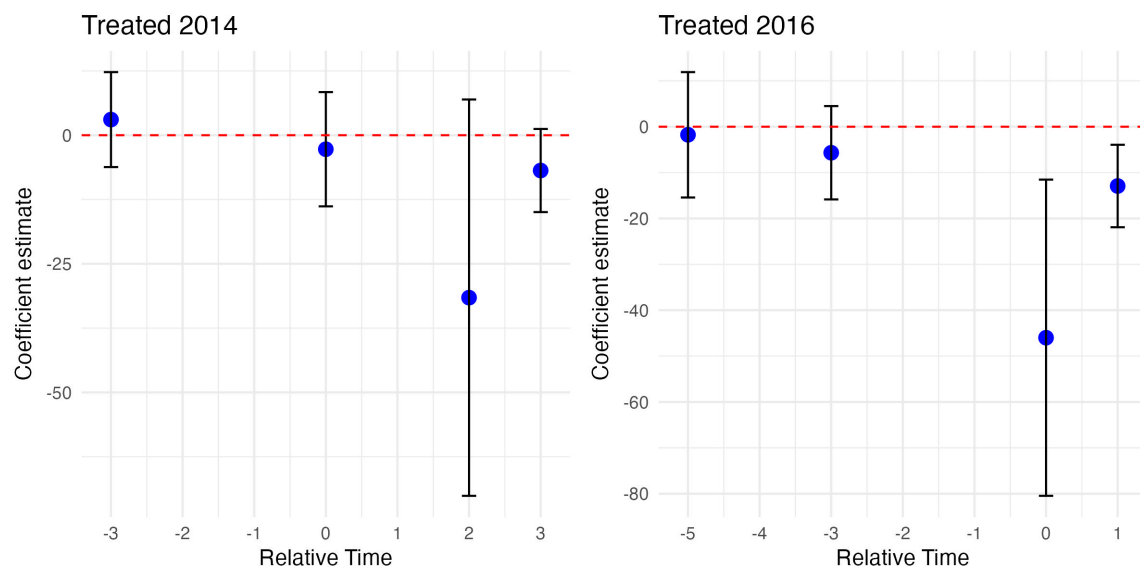 Treated 2014
Coefficient estimate
0
-25
-50
-3 -2 -1 0 1 2 3
Relative Time
Treated 2016
Coefficient estimate
0
-20
-40
-60
-80
-5 -4 -3 -2 -1 0 1
Relative Time